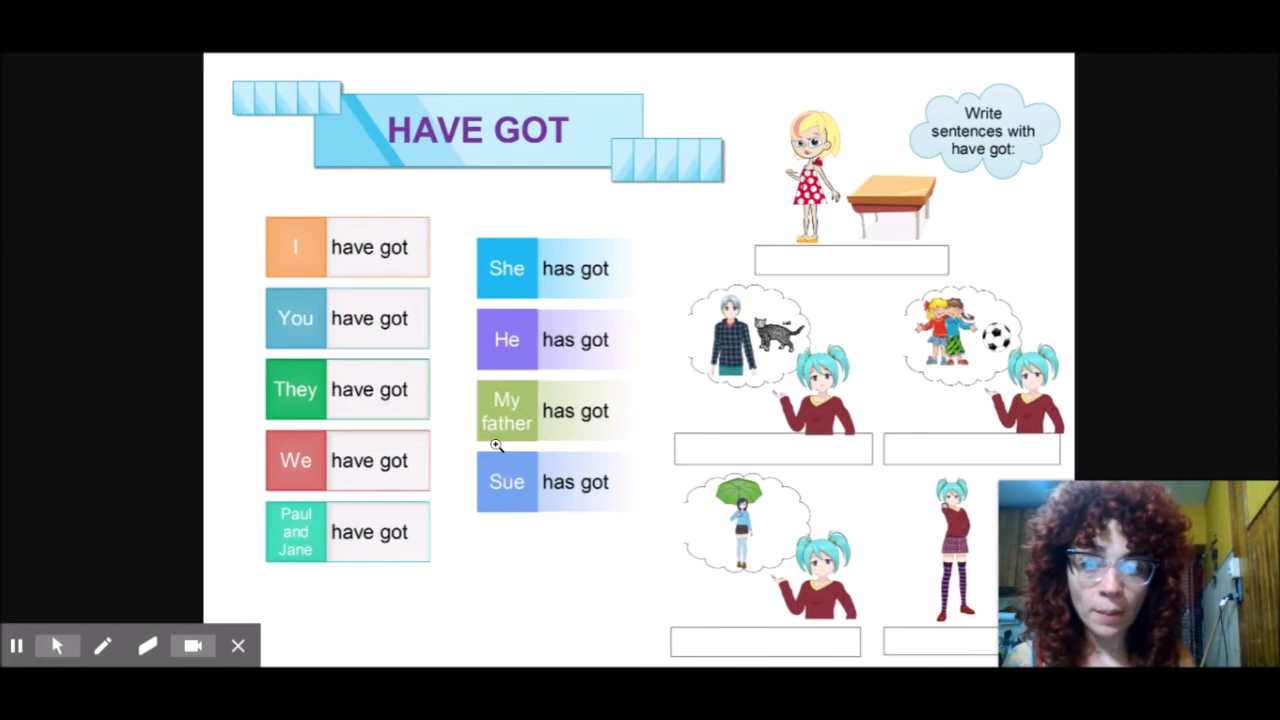 HAVE GOT
Write
sentences with
have got:
I have got
You have got
They have got
We have got
Paul
and
Jane
have got
She has got
He has got
My
father
has got
Sue has got